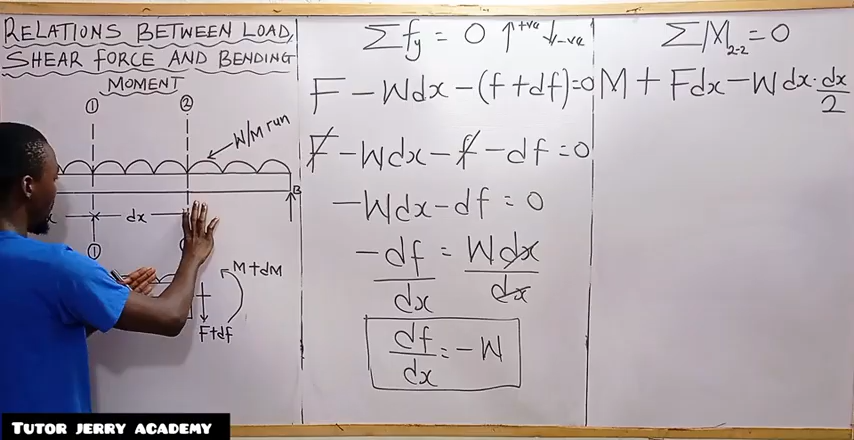 RELATIONS BETWEEN LOAD,
SHEAR FORCE AND BENDING
MOMENT
① ②
W/M run
B
x dx
①
M+dM
F+df
Σfy = 0 ↑+ve ↓-ve
F - Wdx - (f+df)=0
F - Wdx - f - df = 0
-Wdx - df = 0
-df/dx = Wdx/dx
df/dx = -W
ΣM2-2 = 0
M + Fdx - Wdx·dx/2
TUTOR JERRY ACADEMY